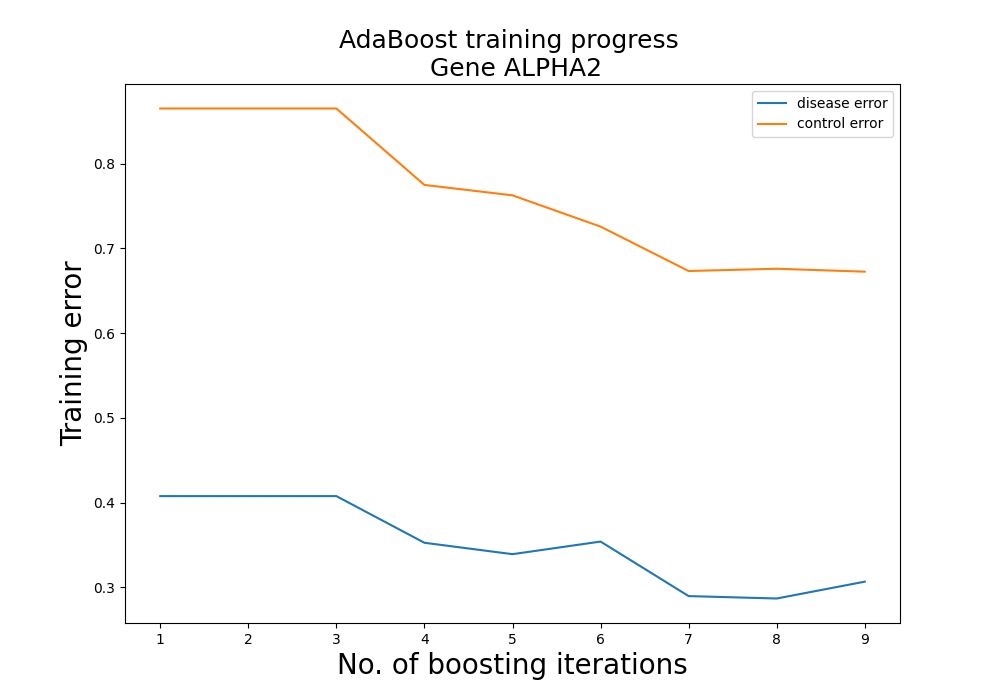 AdaBoost training progress
Gene ALPHA2
disease error
control error
Training error
0.8
0.7
0.6
0.5
0.4
0.3
1 2 3 4 5 6 7 8 9
No. of boosting iterations